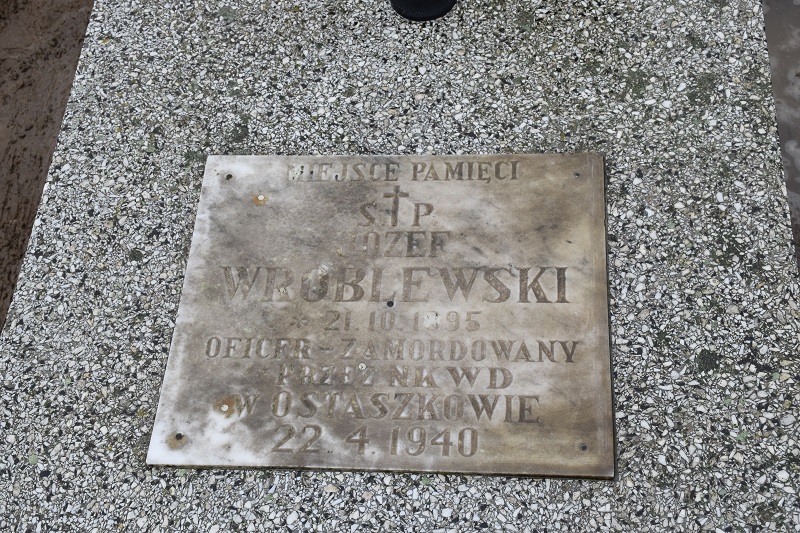 MIEJSCE PAMIĘCI
S P
JÓZEF
WRÓBLEWSKI
* 21.10.1895
OFICER - ZAMORDOWANY
PRZEZ NKWD
W OSTASZKOWIE
22.4.1940